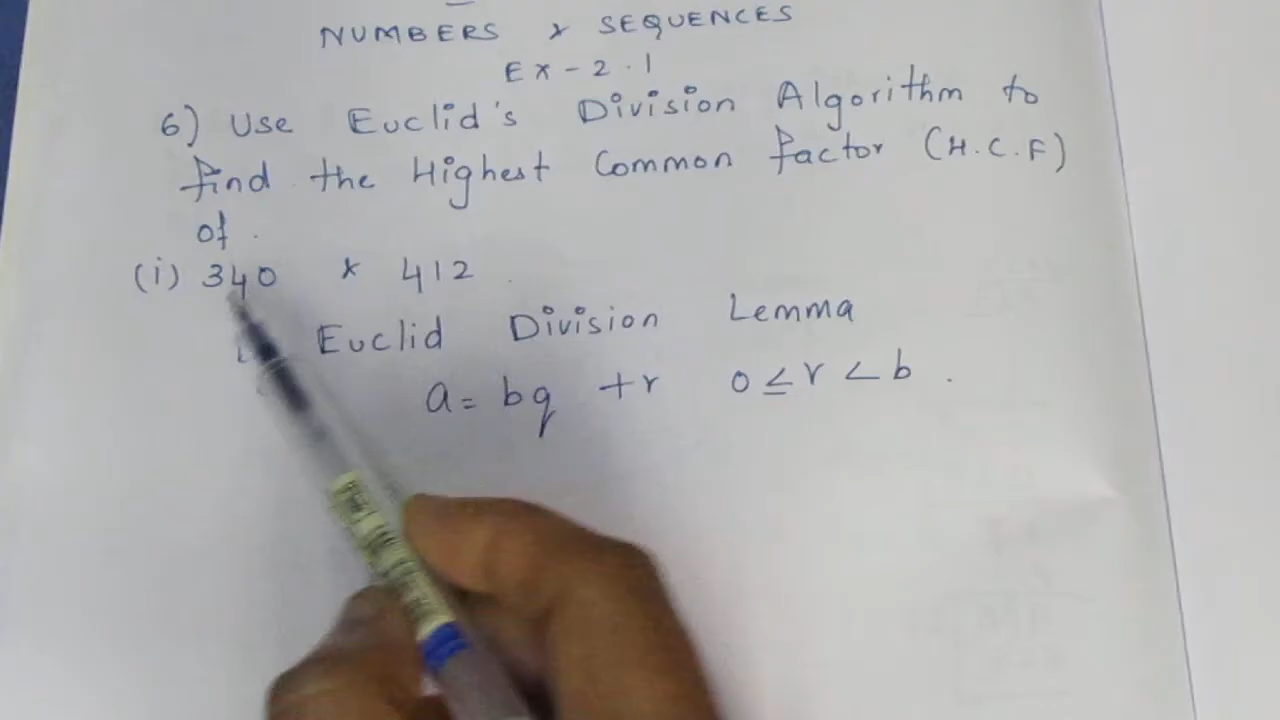 NUMBERS & SEQUENCES
Ex - 2.1
6) Use Euclid's Division Algorithm to
find the Highest Common factor (H.C.F)
of.
(i) 340 & 412.
Euclid Division Lemma
a = bq + r 0 ≤ r < b.